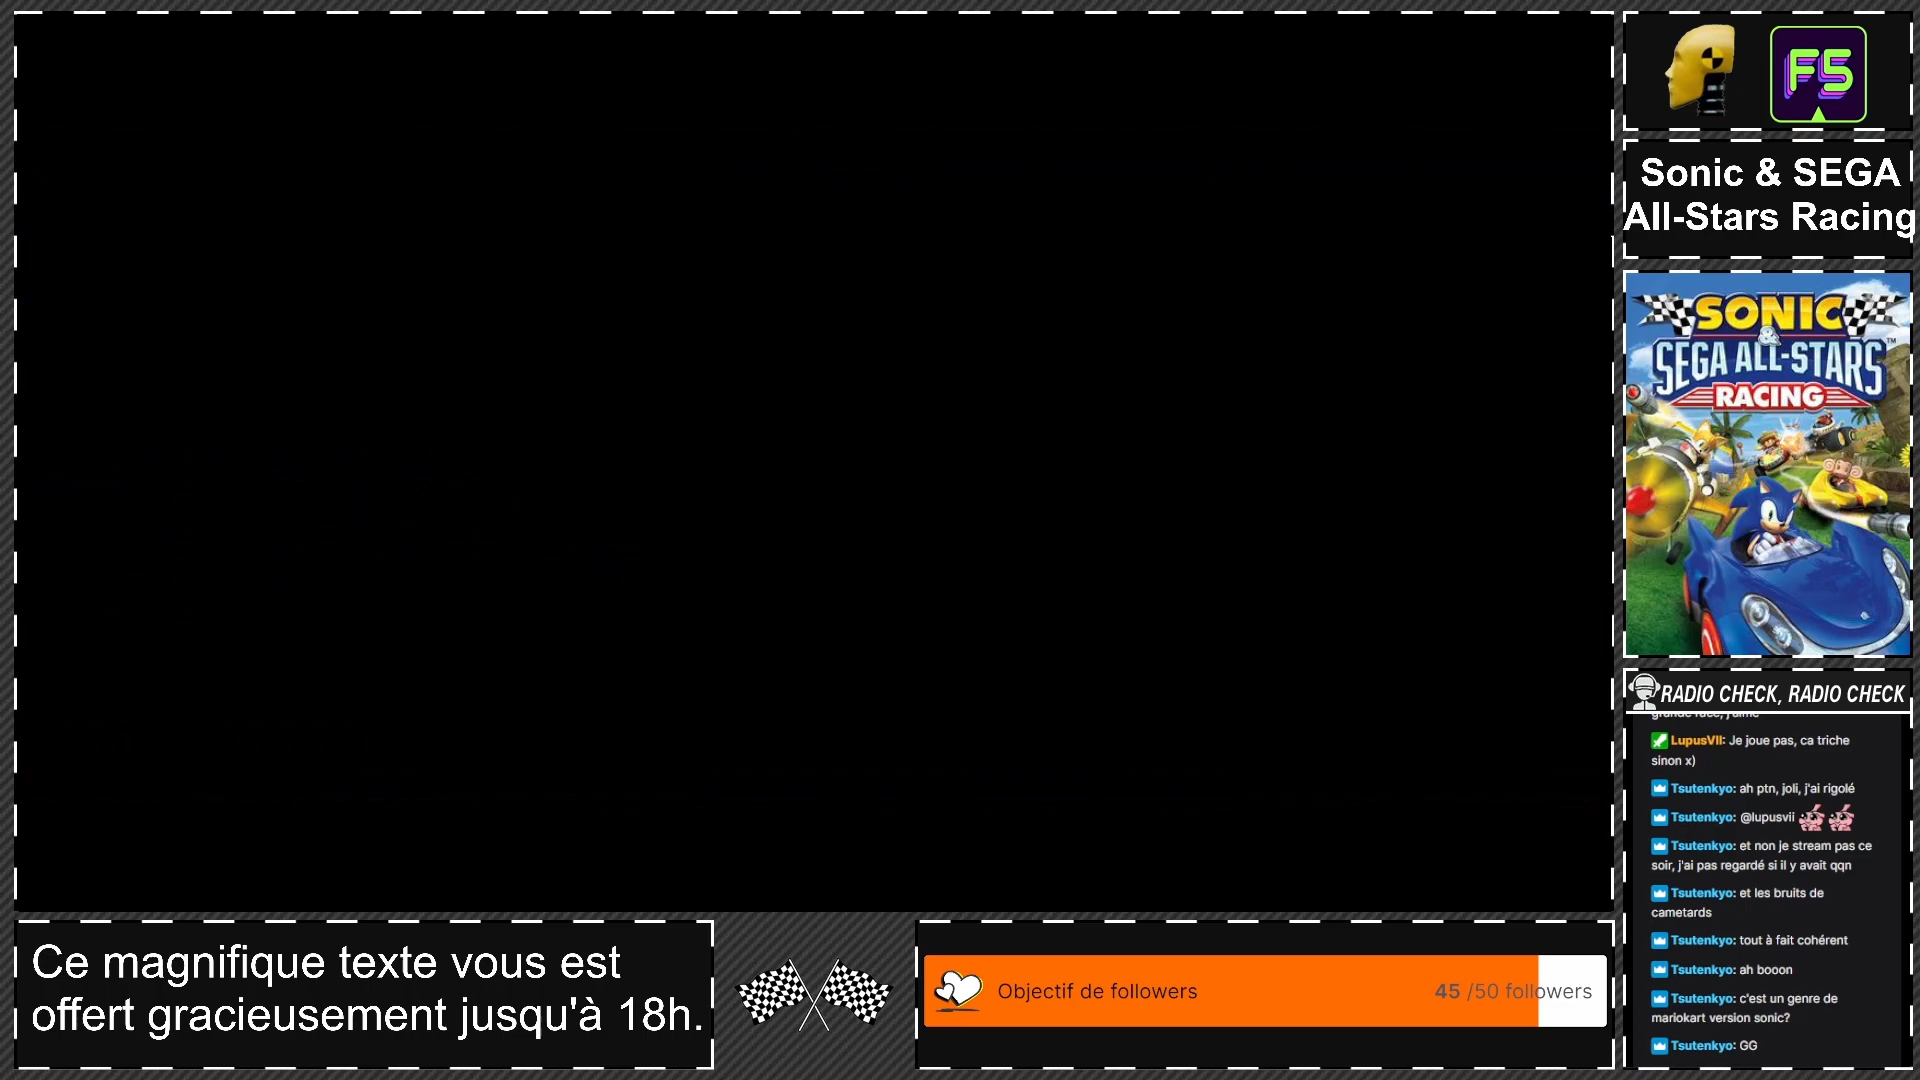 F5
Sonic & SEGA
All-Stars Racing
SONIC
&
SEGA ALL-STARS™
RACING
RADIO CHECK, RADIO CHECK
grande race, j'aime
LupusVII: Je joue pas, ca triche
sinon x)
Tsutenkyo: ah ptn, joli, j'ai rigolé
Tsutenkyo: @lupusvii
Tsutenkyo: et non je stream pas ce
soir, j'ai pas regardé si il y avait qqn
Tsutenkyo: et les bruits de
cametards
Tsutenkyo: tout à fait cohérent
Tsutenkyo: ah booon
Tsutenkyo: c'est un genre de
mariokart version sonic?
Tsutenkyo: GG
Ce magnifique texte vous est
offert gracieusement jusqu'à 18h.
Objectif de followers
45 /50 followers